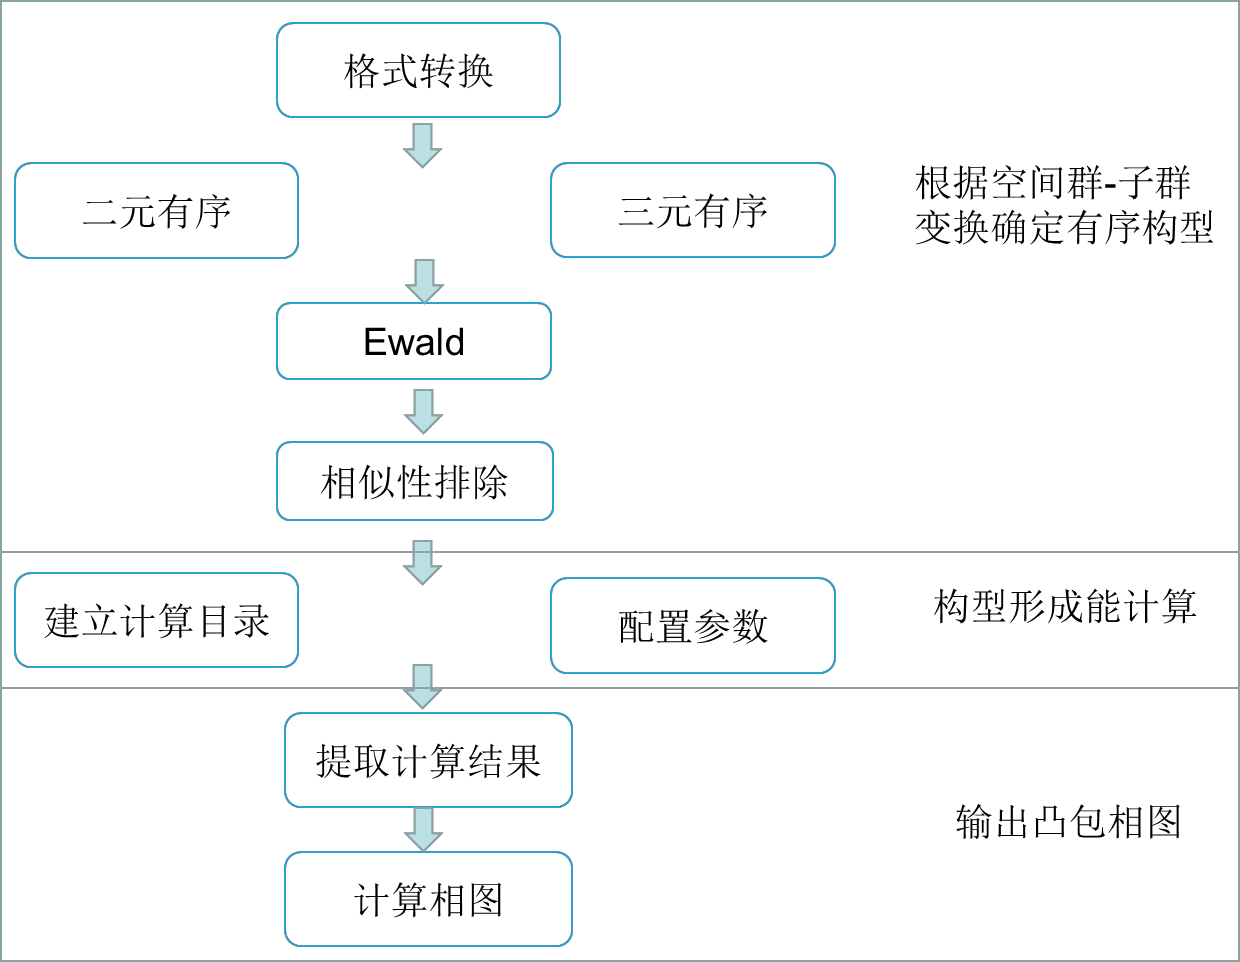 格式转换
二元有序
三元有序
根据空间群-子群
变换确定有序构型
Ewald
相似性排除
建立计算目录
配置参数
构型形成能计算
提取计算结果
输出凸包相图
计算相图